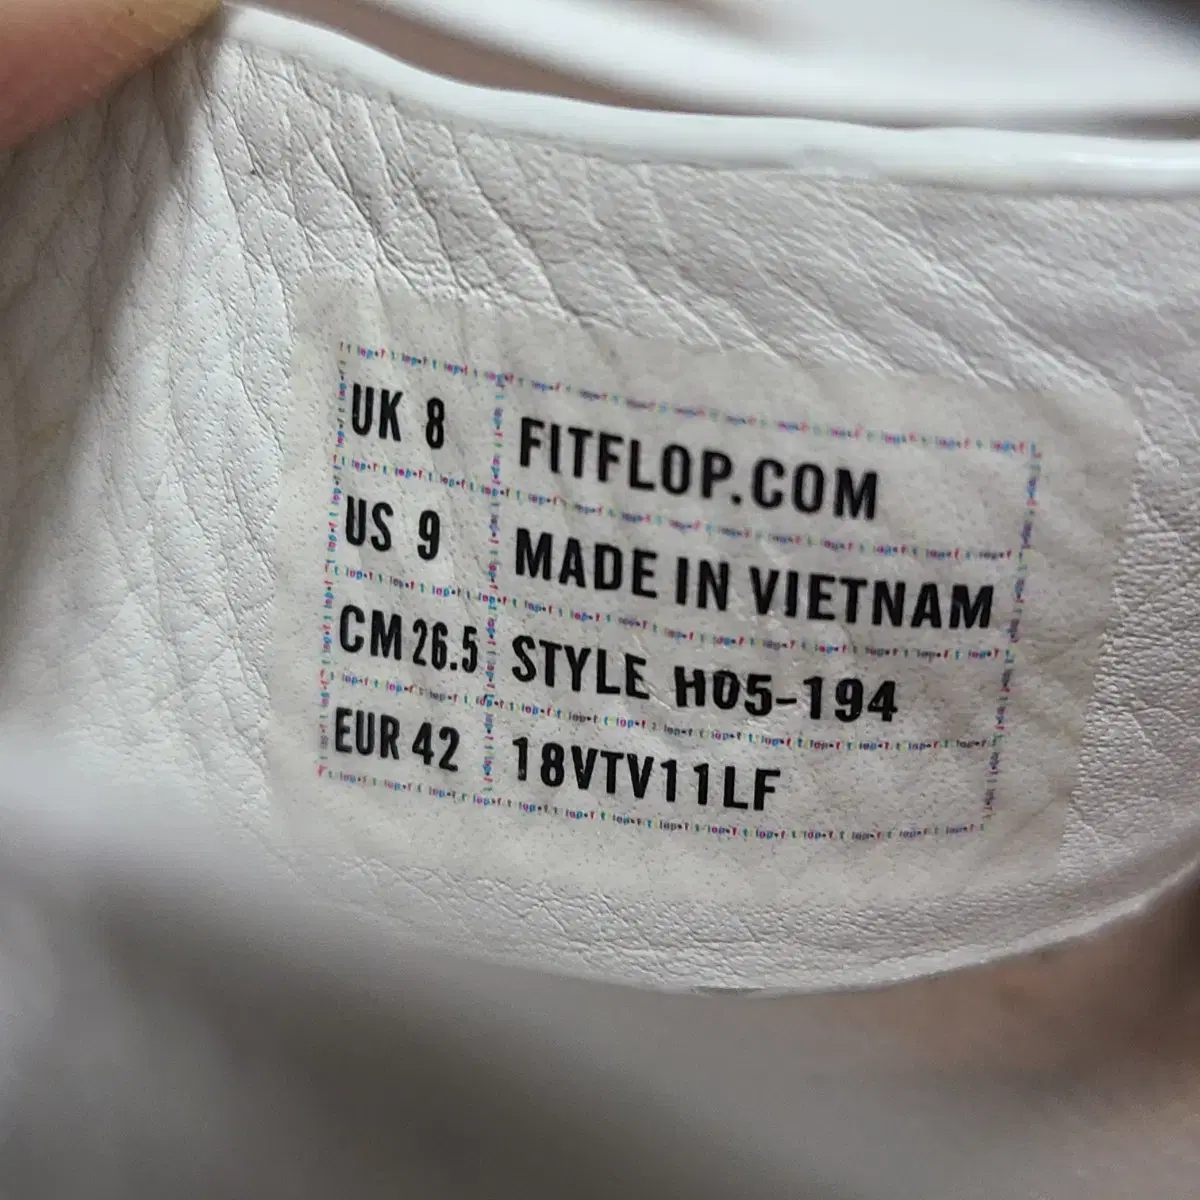 UK 8 FITFLOP.COM
US 9 MADE IN VIETNAM
CM 26.5 STYLE H05-194
EUR 42 18VTV11LF